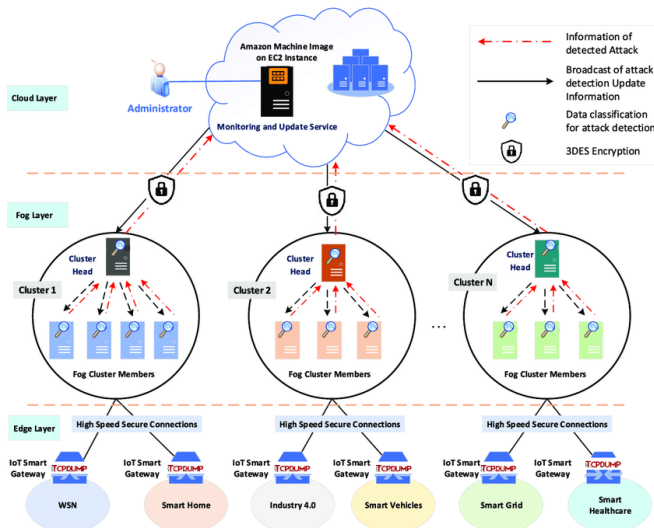 Amazon Machine Image
on EC2 Instance
Administrator
Monitoring and Update Service
Cloud Layer
Information of
detected Attack
Broadcast of attack
detection Update
Information
Data classification
for attack detection
3DES Encryption
Fog Layer
Cluster
Head
Cluster 1
Fog Cluster Members
Cluster
Head
Cluster 2
Fog Cluster Members
...
Cluster
Head
Cluster N
Fog Cluster Members
Edge Layer
High Speed Secure Connections
High Speed Secure Connections
High Speed Secure Connections
IoT Smart
Gateway
TCPDUMP
WSN
IoT Smart
Gateway
TCPDUMP
Smart Home
IoT Smart
Gateway
TCPDUMP
Industry 4.0
IoT Smart
Gateway
TCPDUMP
Smart Vehicles
IoT Smart
Gateway
TCPDUMP
Smart Grid
IoT Smart
Gateway
TCPDUMP
Smart
Healthcare